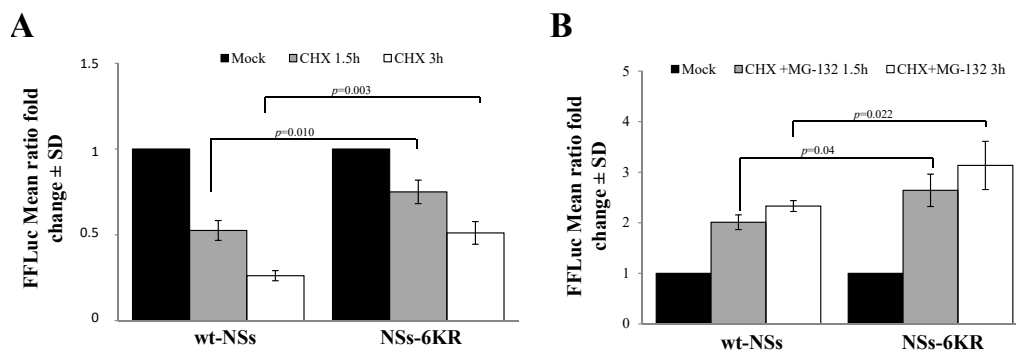 A
Mock CHX 1.5h CHX 3h
FFLuc Mean ratio fold
change ± SD
1.5
1
0.5
0
p=0.003
p=0.010
wt-NSs NSs-6KR
B
Mock CHX +MG-132 1.5h CHX+MG-132 3h
FFLuc Mean ratio fold
change ± SD
5
4
3
2
1
0
p=0.022
p=0.04
wt-NSs NSs-6KR